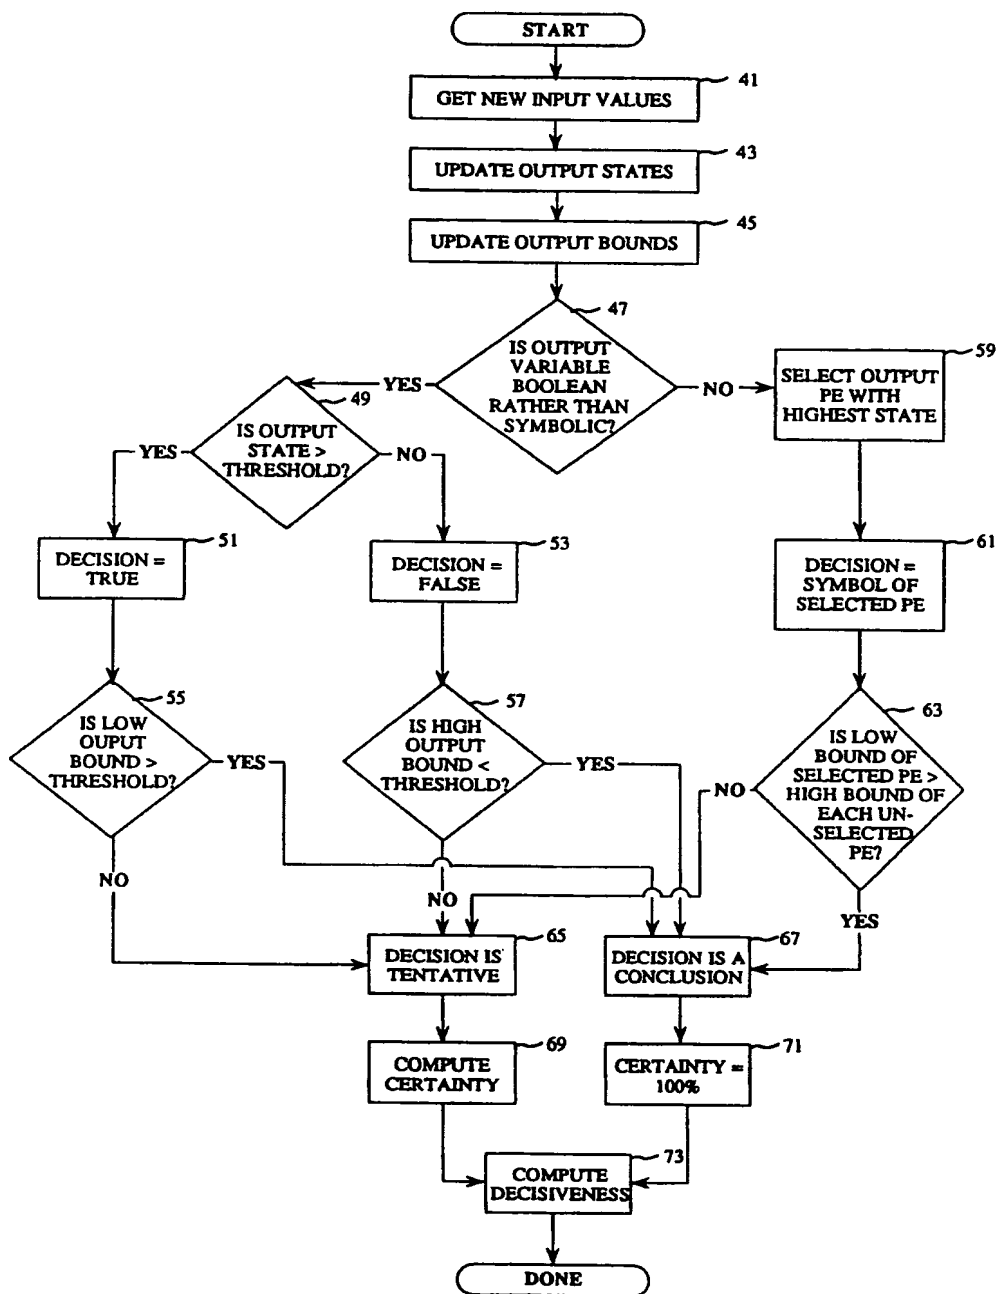 START
41
GET NEW INPUT VALUES
43
UPDATE OUTPUT STATES
45
UPDATE OUTPUT BOUNDS
47
IS OUTPUT
VARIABLE
BOOLEAN
RATHER THAN
SYMBOLIC?
YES
NO
59
SELECT OUTPUT
PE WITH
HIGHEST STATE
49
IS OUTPUT
STATE >
THRESHOLD?
YES
NO
51
DECISION =
TRUE
53
DECISION =
FALSE
61
DECISION =
SYMBOL OF
SELECTED PE
55
IS LOW
OUPUT
BOUND >
THRESHOLD?
YES
NO
57
IS HIGH
OUTPUT
BOUND <
THRESHOLD?
YES
NO
63
IS LOW
BOUND OF
SELECTED PE >
HIGH BOUND OF
EACH UN-
SELECTED
PE?
NO
YES
65
DECISION IS
TENTATIVE
67
DECISION IS A
CONCLUSION
69
COMPUTE
CERTAINTY
71
CERTAINTY =
100%
73
COMPUTE
DECISIVENESS
DONE